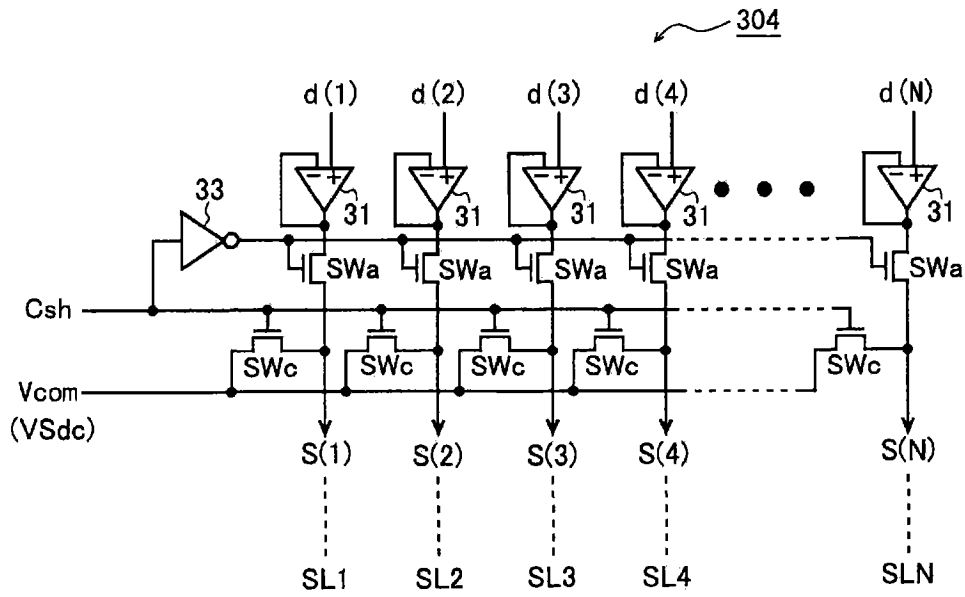 304
d(1) d(2) d(3) d(4) d(N)
− + − + − + − + − +
33 31 31 31 31 31
SWa SWa SWa SWa SWa
Csh
SWc SWc SWc SWc SWc
Vcom
(VSdc)
S(1) S(2) S(3) S(4) S(N)
SL1 SL2 SL3 SL4 SLN